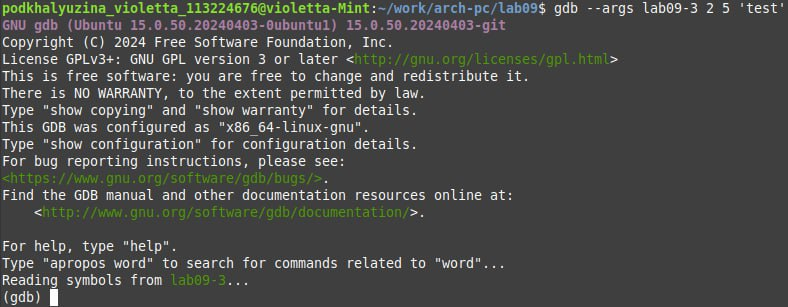 podkhalyuzina_violetta_113224676@violetta-Mint:~/work/arch-pc/lab09$ gdb --args lab09-3 2 5 'test'
GNU gdb (Ubuntu 15.0.50.20240403-0ubuntu1) 15.0.50.20240403-git
Copyright (C) 2024 Free Software Foundation, Inc.
License GPLv3+: GNU GPL version 3 or later <http://gnu.org/licenses/gpl.html>
This is free software: you are free to change and redistribute it.
There is NO WARRANTY, to the extent permitted by law.
Type "show copying" and "show warranty" for details.
This GDB was configured as "x86_64-linux-gnu".
Type "show configuration" for configuration details.
For bug reporting instructions, please see:
<https://www.gnu.org/software/gdb/bugs/>.
Find the GDB manual and other documentation resources online at:
    <http://www.gnu.org/software/gdb/documentation/>.

For help, type "help".
Type "apropos word" to search for commands related to "word"...
Reading symbols from lab09-3...
(gdb)